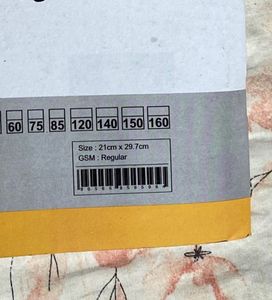 60 75 85 120 140 150 160
Size : 21cm x 29.7cm
GSM : Regular